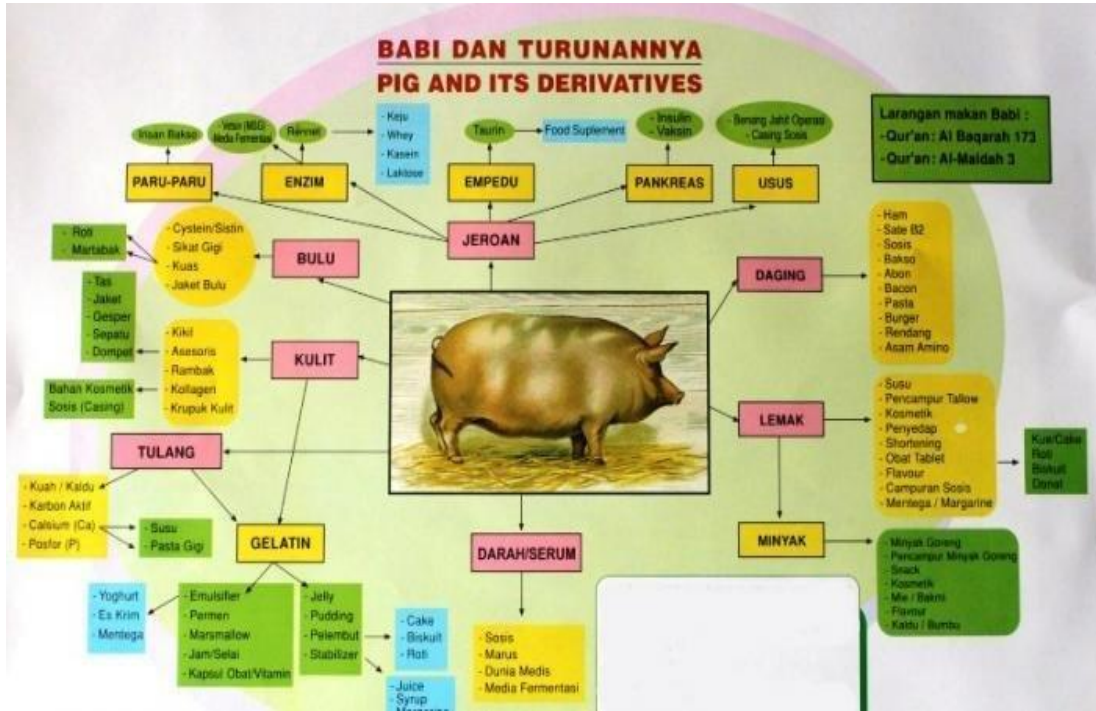 BABI DAN TURUNANNYA
PIG AND ITS DERIVATIVES
Larangan makan Babi :
- Qur'an : Al Baqarah 173
- Qur'an : Al-Maidah 3
Irisan Bakso
PARU-PARU
Vetsin (MSG)
Media Fermentasi
Rennet
ENZIM
- Keju
- Whey
- Kasein
- Laktose
Taurin
Food Suplement
EMPEDU
- Insulin
- Vaksin
PANKREAS
- Benang Jahit Operasi
- Casing Sosis
USUS
JEROAN
BULU
- Cystein/Sistin
- Sikat Gigi
- Kuas
- Jaket Bulu
- Roti
- Martabak
KULIT
- Kikil
- Asesoris
- Rambak
- Kollagen
- Krupuk Kulit
- Tas
- Jaket
- Gesper
- Sepatu
- Dompet
Bahan Kosmetik
Sosis (Casing)
DAGING
- Ham
- Sate B2
- Sosis
- Bakso
- Abon
- Bacon
- Pasta
- Burger
- Rendang
- Asam Amino
LEMAK
- Susu
- Pencampur Tallow
- Kosmetik
- Penyedap
- Shortening
- Obat Tablet
- Flavour
- Campuran Sosis
- Mentega / Margarine
Kue/Cake
Roti
Biskuit
Donat
MINYAK
- Minyak Goreng
- Pencampur Minyak Goreng
- Snack
- Kosmetik
- Mie / Bakmi
- Flavour
- Kaldu / Bumbu
TULANG
- Kuah / Kaldu
- Karbon Aktif
- Calsium (Ca)
- Posfor (P)
- Susu
- Pasta Gigi
GELATIN
- Emulsifier
- Permen
- Marsmallow
- Jam/Selai
- Kapsul Obat/Vitamin
- Yoghurt
- Es Krim
- Mentega
- Jelly
- Pudding
- Pelembut
- Stabilizer
- Cake
- Biskuit
- Roti
- Juice
- Syrup
DARAH/SERUM
- Sosis
- Marus
- Dunia Medis
- Media Fermentasi